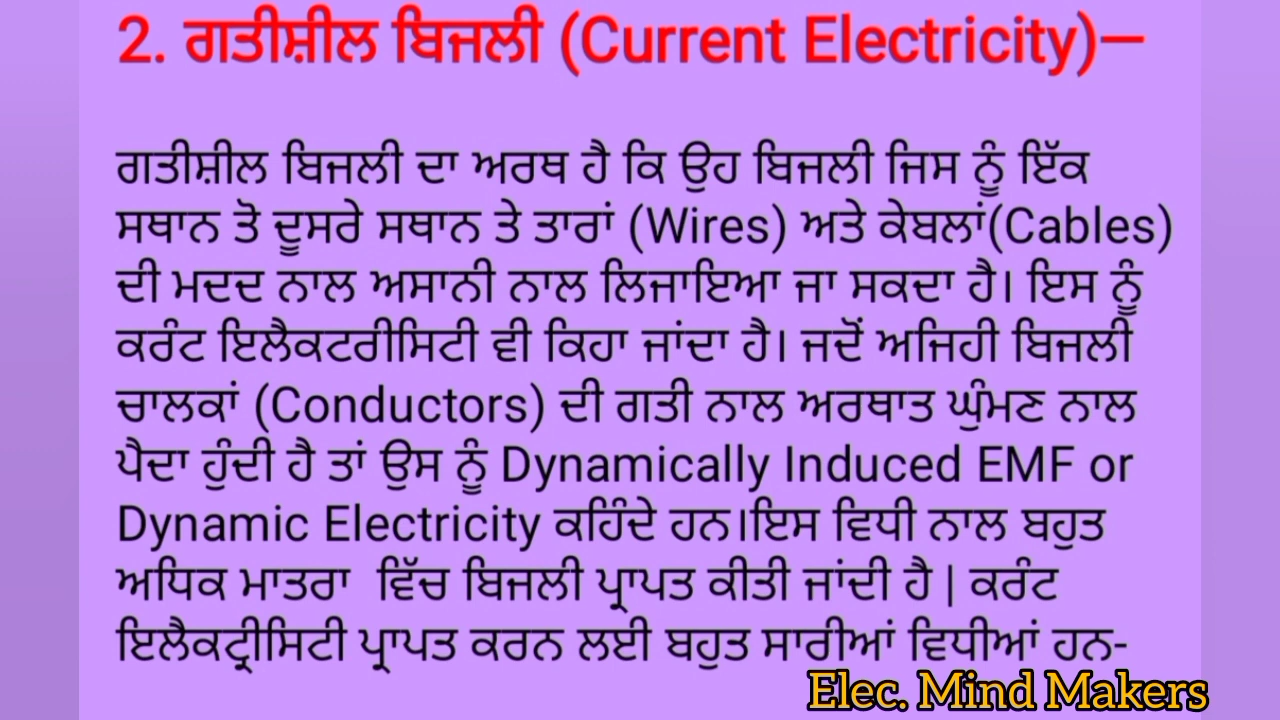 2. ਗਤੀਸ਼ੀਲ ਬਿਜਲੀ (Current Electricity)—
ਗਤੀਸ਼ੀਲ ਬਿਜਲੀ ਦਾ ਅਰਥ ਹੈ ਕਿ ਉਹ ਬਿਜਲੀ ਜਿਸ ਨੂੰ ਇੱਕ
ਸਥਾਨ ਤੋ ਦੂਸਰੇ ਸਥਾਨ ਤੇ ਤਾਰਾਂ (Wires) ਅਤੇ ਕੇਬਲਾਂ(Cables)
ਦੀ ਮਦਦ ਨਾਲ ਅਸਾਨੀ ਨਾਲ ਲਿਜਾਇਆ ਜਾ ਸਕਦਾ ਹੈ। ਇਸ ਨੂੰ
ਕਰੰਟ ਇਲੈਕਟਰੀਸਿਟੀ ਵੀ ਕਿਹਾ ਜਾਂਦਾ ਹੈ। ਜਦੋਂ ਅਜਿਹੀ ਬਿਜਲੀ
ਚਾਲਕਾਂ (Conductors) ਦੀ ਗਤੀ ਨਾਲ ਅਰਥਾਤ ਘੁੰਮਣ ਨਾਲ
ਪੈਦਾ ਹੁੰਦੀ ਹੈ ਤਾਂ ਉਸ ਨੂੰ Dynamically Induced EMF or
Dynamic Electricity ਕਹਿੰਦੇ ਹਨ।ਇਸ ਵਿਧੀ ਨਾਲ ਬਹੁਤ
ਅਧਿਕ ਮਾਤਰਾ  ਵਿੱਚ ਬਿਜਲੀ ਪ੍ਰਾਪਤ ਕੀਤੀ ਜਾਂਦੀ ਹੈ | ਕਰੰਟ
ਇਲੈਕਟ੍ਰੀਸਿਟੀ ਪ੍ਰਾਪਤ ਕਰਨ ਲਈ ਬਹੁਤ ਸਾਰੀਆਂ ਵਿਧੀਆਂ ਹਨ-
Elec. Mind Makers